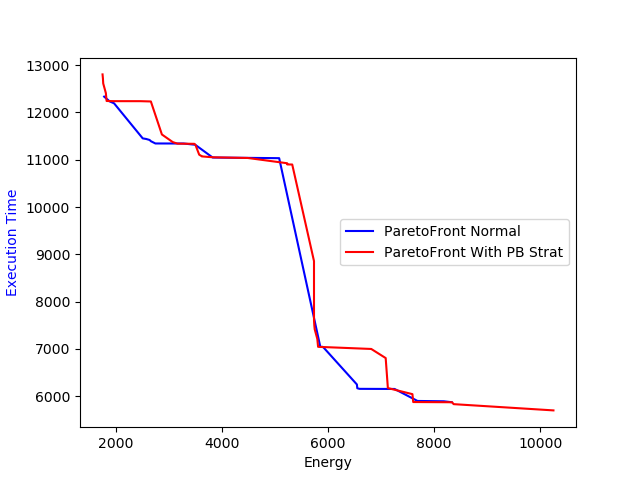 13000
12000
11000
10000
9000
8000
7000
6000
Execution Time
ParetoFront Normal
ParetoFront With PB Strat
2000 4000 6000 8000 10000
Energy